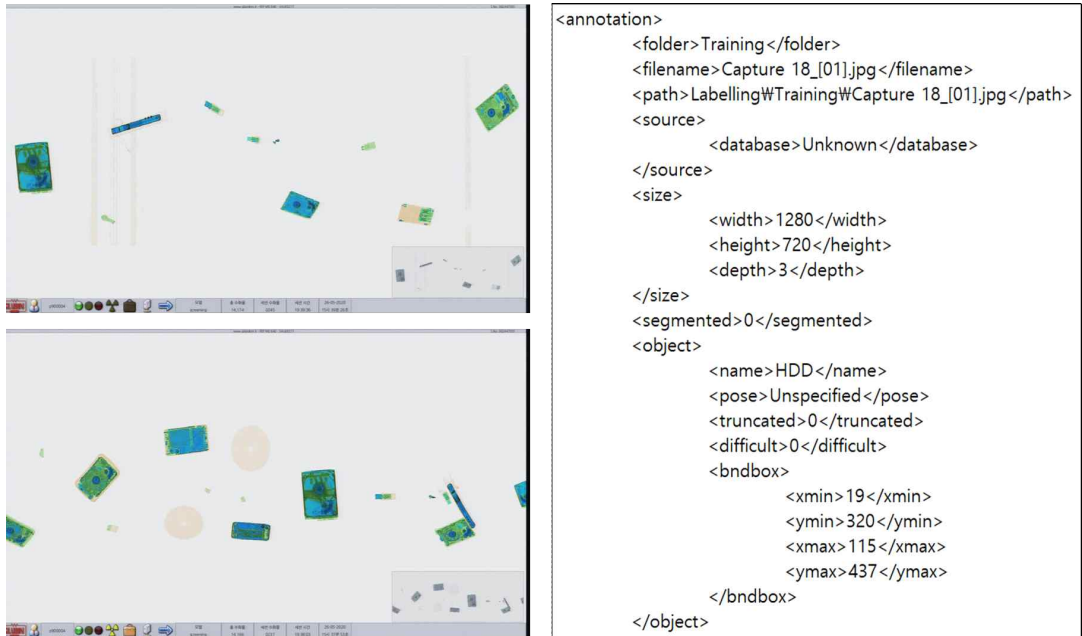 <annotation>
<folder>Training</folder>
<filename>Capture 18_[01].jpg</filename>
<path>Labelling₩Training₩Capture 18_[01].jpg</path>
<source>
<database>Unknown</database>
</source>
<size>
<width>1280</width>
<height>720</height>
<depth>3</depth>
</size>
<segmented>0</segmented>
<object>
<name>HDD</name>
<pose>Unspecified</pose>
<truncated>0</truncated>
<difficult>0</difficult>
<bndbox>
<xmin>19</xmin>
<ymin>320</ymin>
<xmax>115</xmax>
<ymax>437</ymax>
</bndbox>
</object>